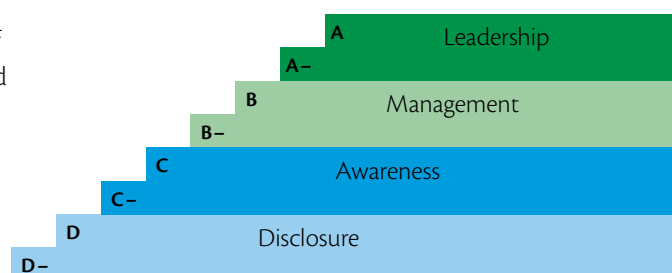 A Leadership
A–
B Management
B–
C Awareness
C–
D Disclosure
D–